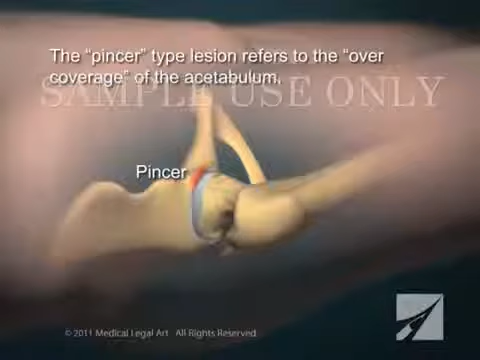 The “pincer” type lesion refers to the “over
coverage” of the acetabulum.
SAMPLE USE ONLY
Pincer
© 2011 Medical Legal Art   All Rights Reserved